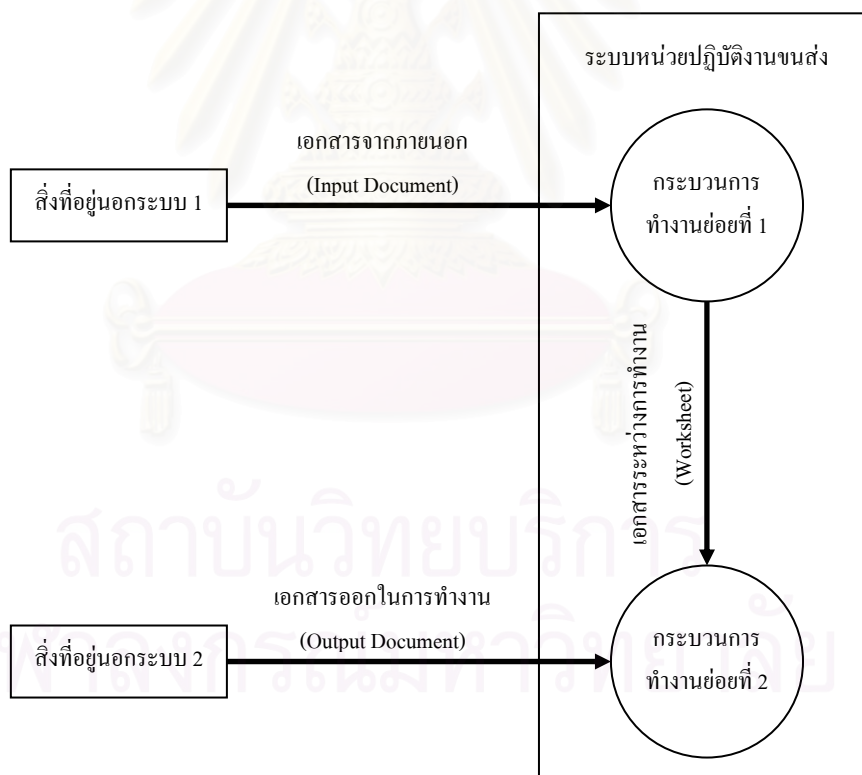 ระบบหน่วยปฏิบัติงานขนส่ง
เอกสารจากภายนอก
(Input Document)
สิ่งที่อยู่นอกระบบ 1
กระบวนการ
ทำงานย่อยที่ 1
เอกสารระหว่างการทำงาน
(Worksheet)
สถาบันวิทยบริการ
เอกสารออกในการทำงาน
(Output Document)
สิ่งที่อยู่นอกระบบ 2
กระบวนการ
ทำงานย่อยที่ 2
ฬาลงกรณ์มหาวิทยาลัย